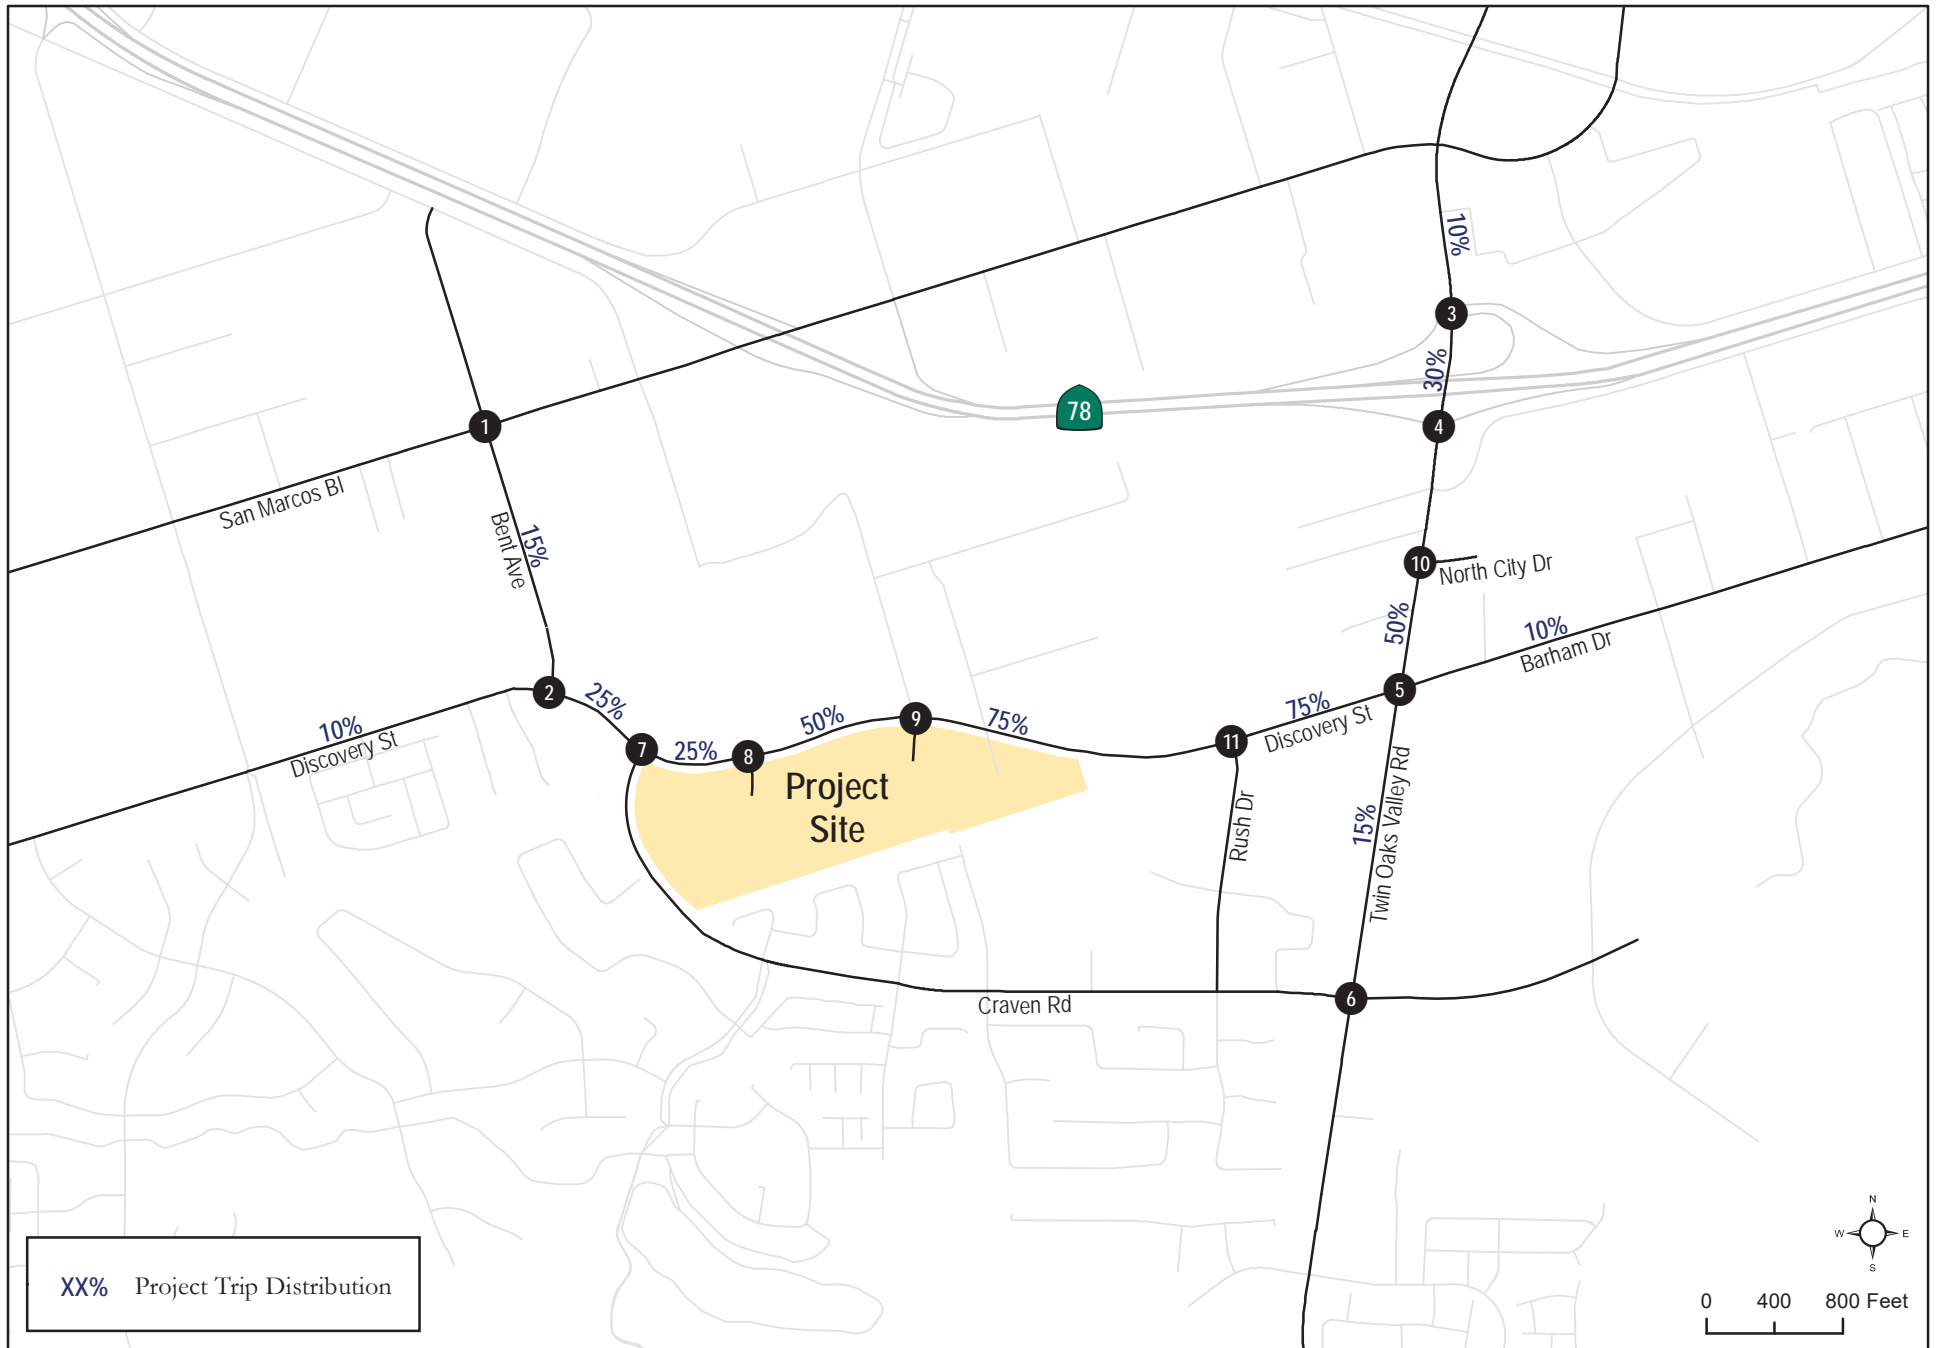 10%
3
30%
78
4
1
San Marcos Bl
Bent Ave
15%
10
North City Dr
50%
10%
Barham Dr
5
2
25%
10%
Discovery St
7
25%
8
50%
9
75%
11
75%
Discovery St
Project
Site
Rush Dr
15%
Twin Oaks Valley Rd
Craven Rd
6
XX% Project Trip Distribution
N
W E
S
0 400 800 Feet